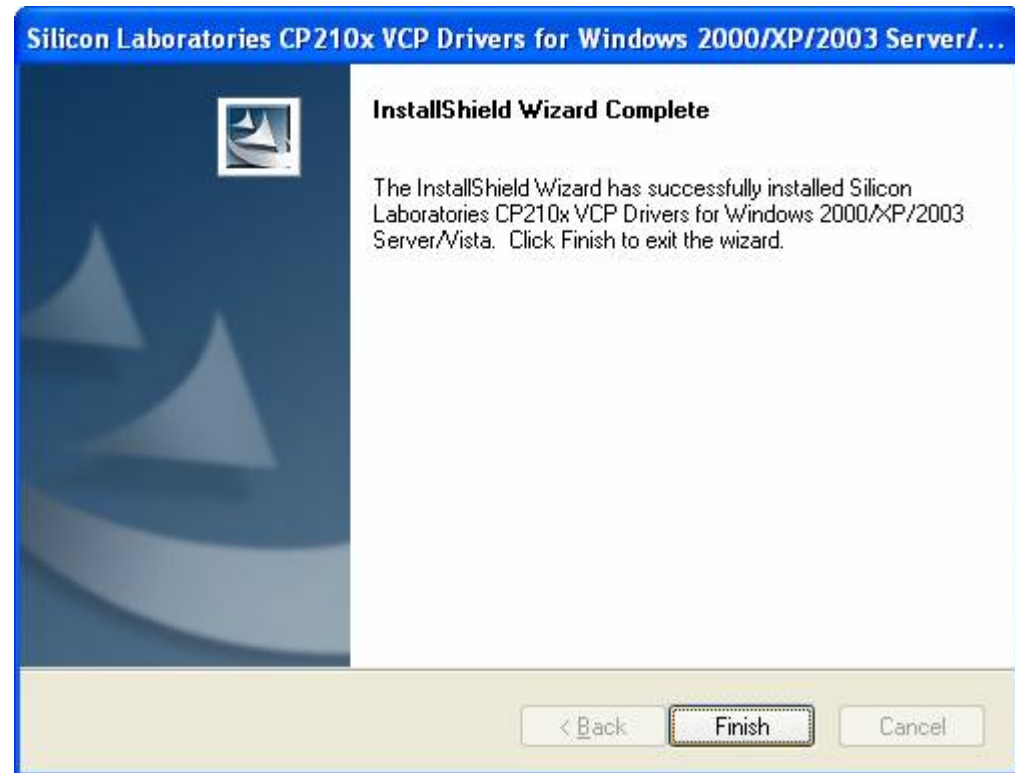 Silicon Laboratories CP210x VCP Drivers for Windows 2000/XP/2003 Server/...
InstallShield Wizard Complete
The InstallShield Wizard has successfully installed Silicon
Laboratories CP210x VCP Drivers for Windows 2000/XP/2003
Server/Vista.  Click Finish to exit the wizard.
< Back
Finish
Cancel